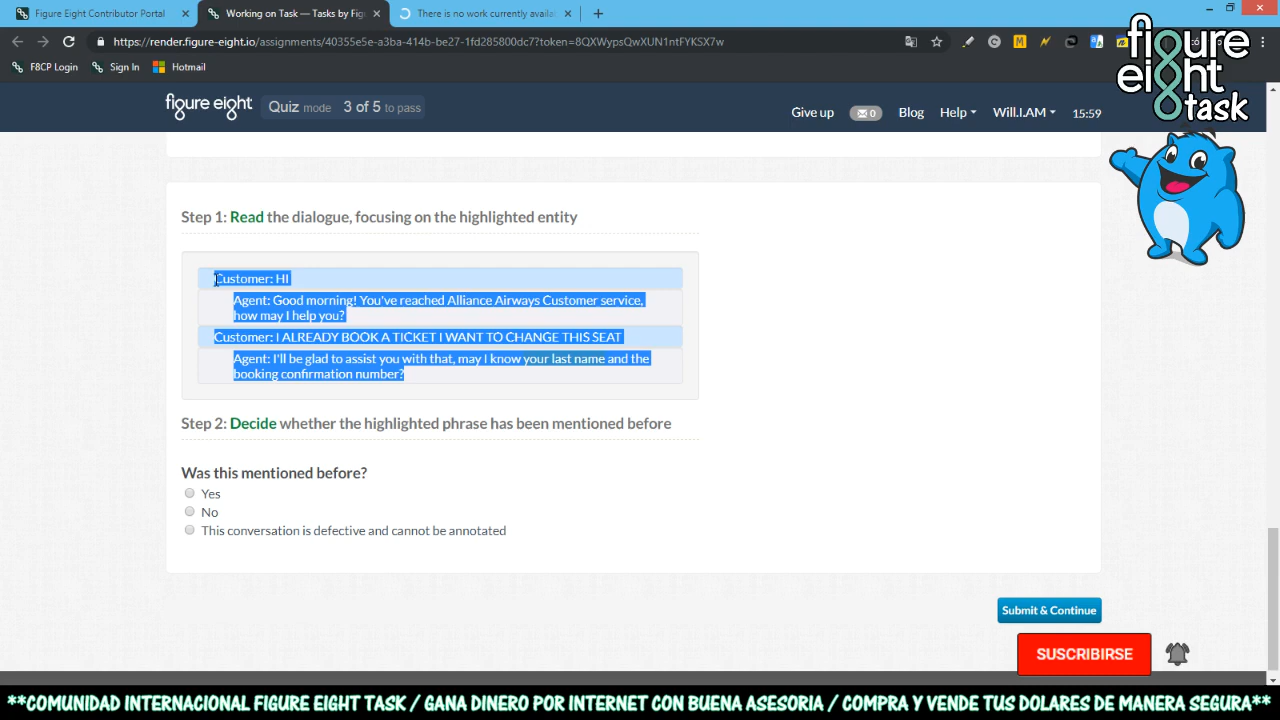 Figure Eight Contributor Portal
Working on Task — Tasks by Fig
There is no work currently availa
https://render.figure-eight.io/assignments/40355e5e-a3ba-414b-be27-1fd285800dc7?token=8QXWypsQwXUN1ntFYKSX7w
F8CP Login
Sign In
Hotmail
figure
eight
task
figure eight
Quiz mode
3 of 5 to pass
Give up
0
Blog
Help
Will.I.AM
15:59
Step 1: Read the dialogue, focusing on the highlighted entity
Customer: HI
Agent: Good morning! You've reached Alliance Airways Customer service,
how may I help you?
Customer: I ALREADY BOOK A TICKET I WANT TO CHANGE THIS SEAT
Agent: I'll be glad to assist you with that, may I know your last name and the
booking confirmation number?
Step 2: Decide whether the highlighted phrase has been mentioned before
Was this mentioned before?
Yes
No
This conversation is defective and cannot be annotated
Submit & Continue
SUSCRIBIRSE
**COMUNIDAD INTERNACIONAL FIGURE EIGHT TASK / GANA DINERO POR INTERNET CON BUENA ASESORIA / COMPRA Y VENDE TUS DOLARES DE MANERA SEGURA**